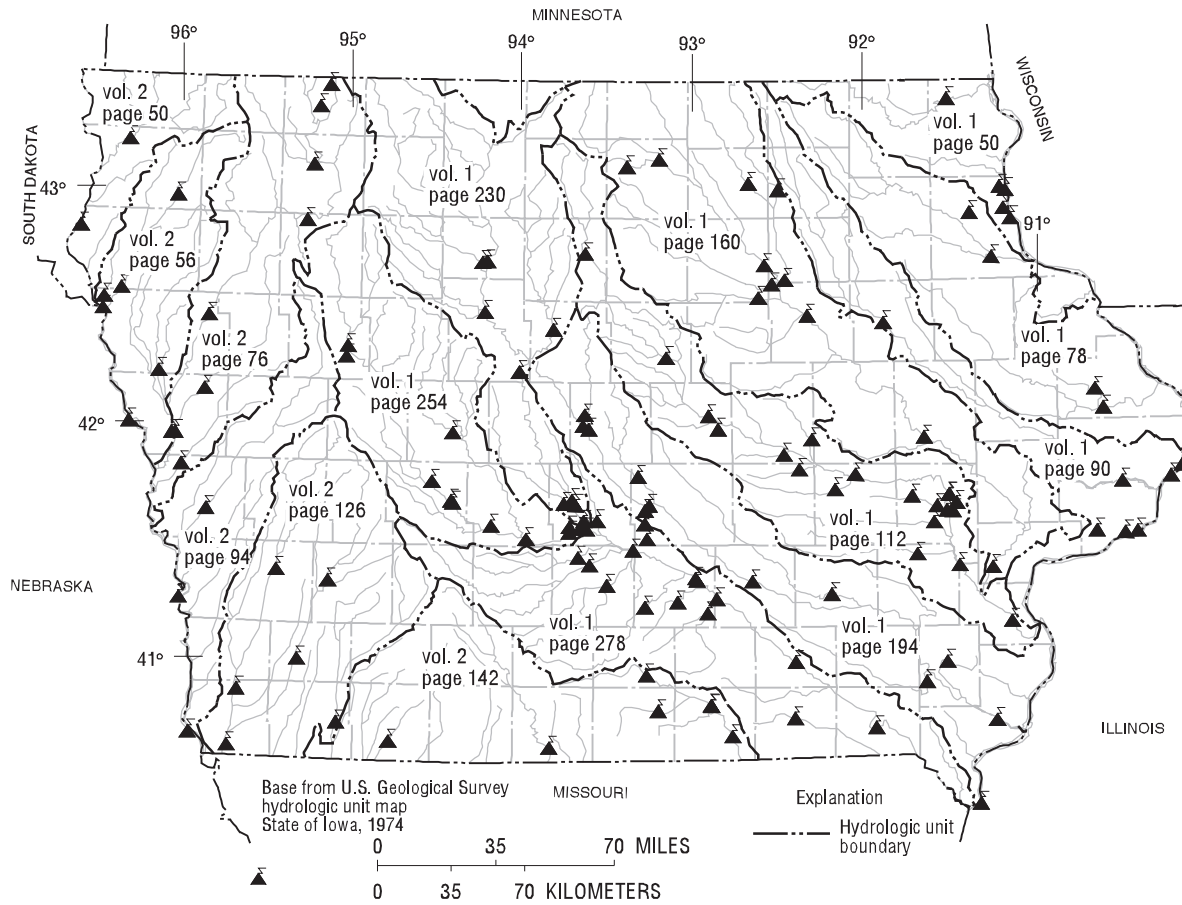 MINNESOTA
96°
95°
94°
93°
92°
WISCONSIN
vol. 2
page 50
vol. 1
page 50
SOUTH DAKOTA
43°
vol. 1
page 230
vol. 1
page 160
91°
vol. 2
page 56
vol. 2
page 76
vol. 1
page 78
vol. 1
page 254
42°
vol. 1
page 90
vol. 2
page 126
vol. 2
page 94
vol. 1
page 112
NEBRASKA
vol. 1
page 278
vol. 1
page 194
41°
vol. 2
page 142
ILLINOIS
Base from U.S. Geological Survey
hydrologic unit map
State of Iowa, 1974
MISSOURI
Explanation
Hydrologic unit
boundary
0 35 70 MILES
0 35 70 KILOMETERS